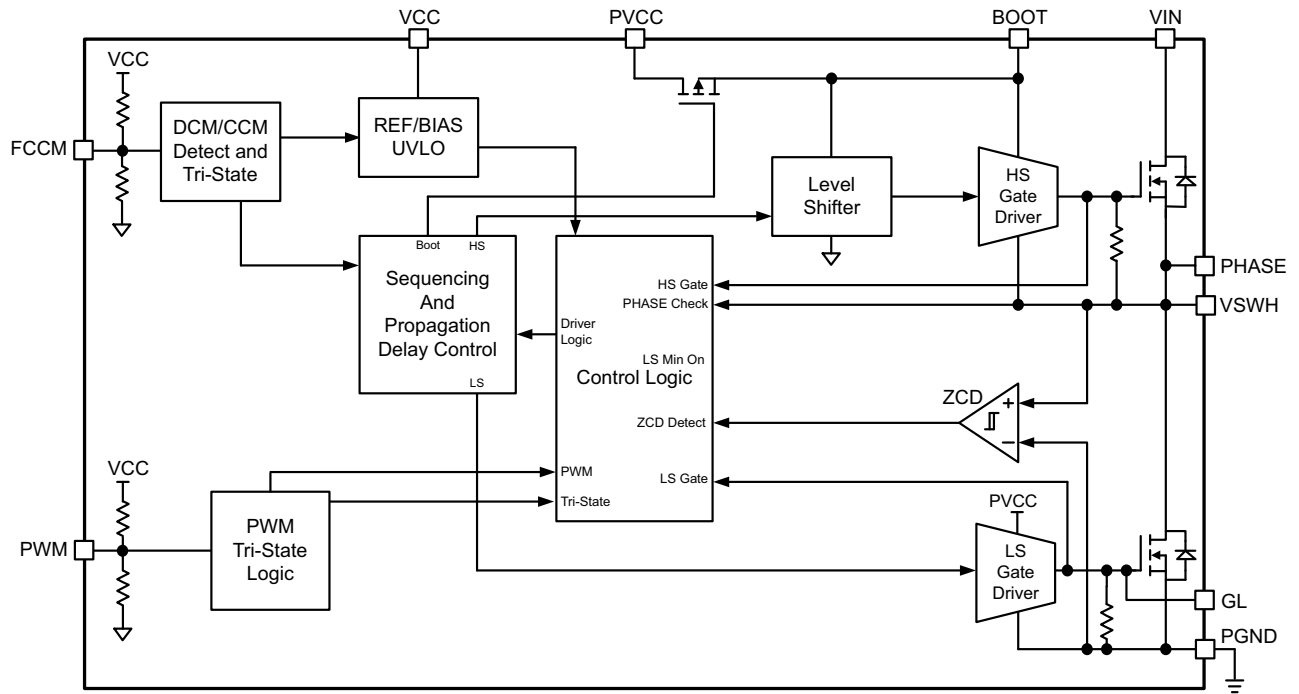 VCC
PVCC
BOOT
VIN
VCC
FCCM
DCM/CCM
Detect and
Tri-State
REF/BIAS
UVLO
Level
Shifter
HS
Gate
Driver
Boot
HS
Sequencing
And
Propagation
Delay Control
LS
HS Gate
PHASE Check
Driver
Logic
LS Min On
Control Logic
ZCD Detect
PWM
LS Gate
Tri-State
PHASE
VSWH
ZCD
+
−
VCC
PWM
PWM
Tri-State
Logic
PVCC
LS
Gate
Driver
GL
PGND